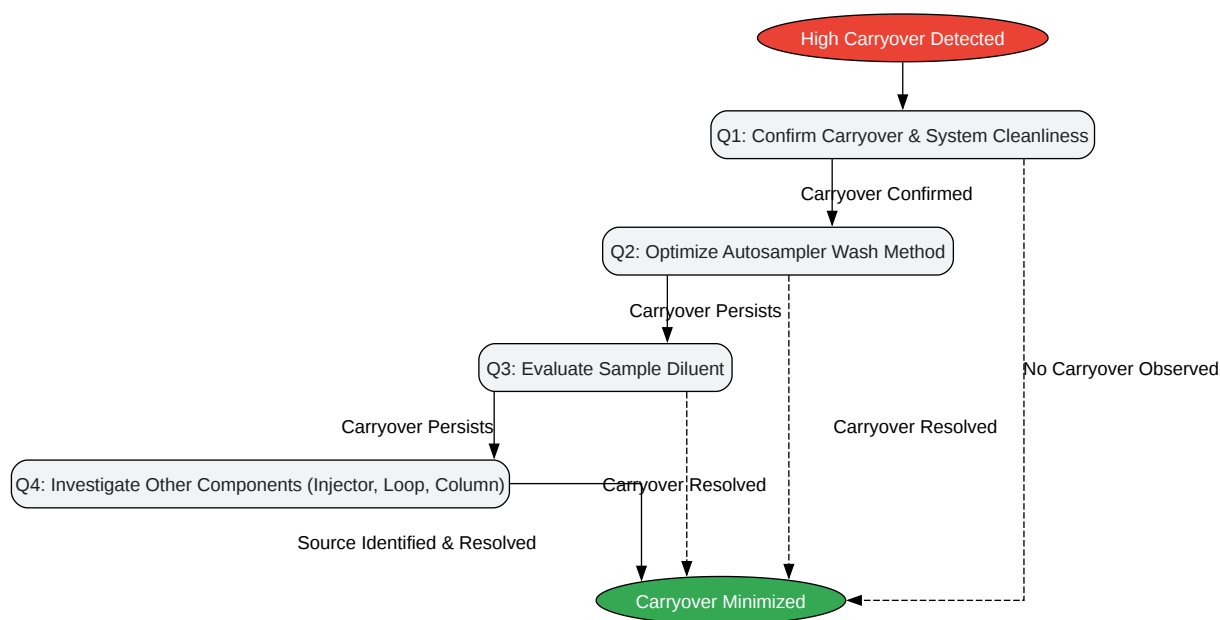 High Carryover Detected
Q1: Confirm Carryover & System Cleanliness
Carryover Confirmed
Q2: Optimize Autosampler Wash Method
Carryover Persists
Q3: Evaluate Sample Diluent
No Carryover Observed
Carryover Persists
Carryover Resolved
Q4: Investigate Other Components (Injector, Loop, Column)
Carryover Resolved
Source Identified & Resolved
Carryover Minimized